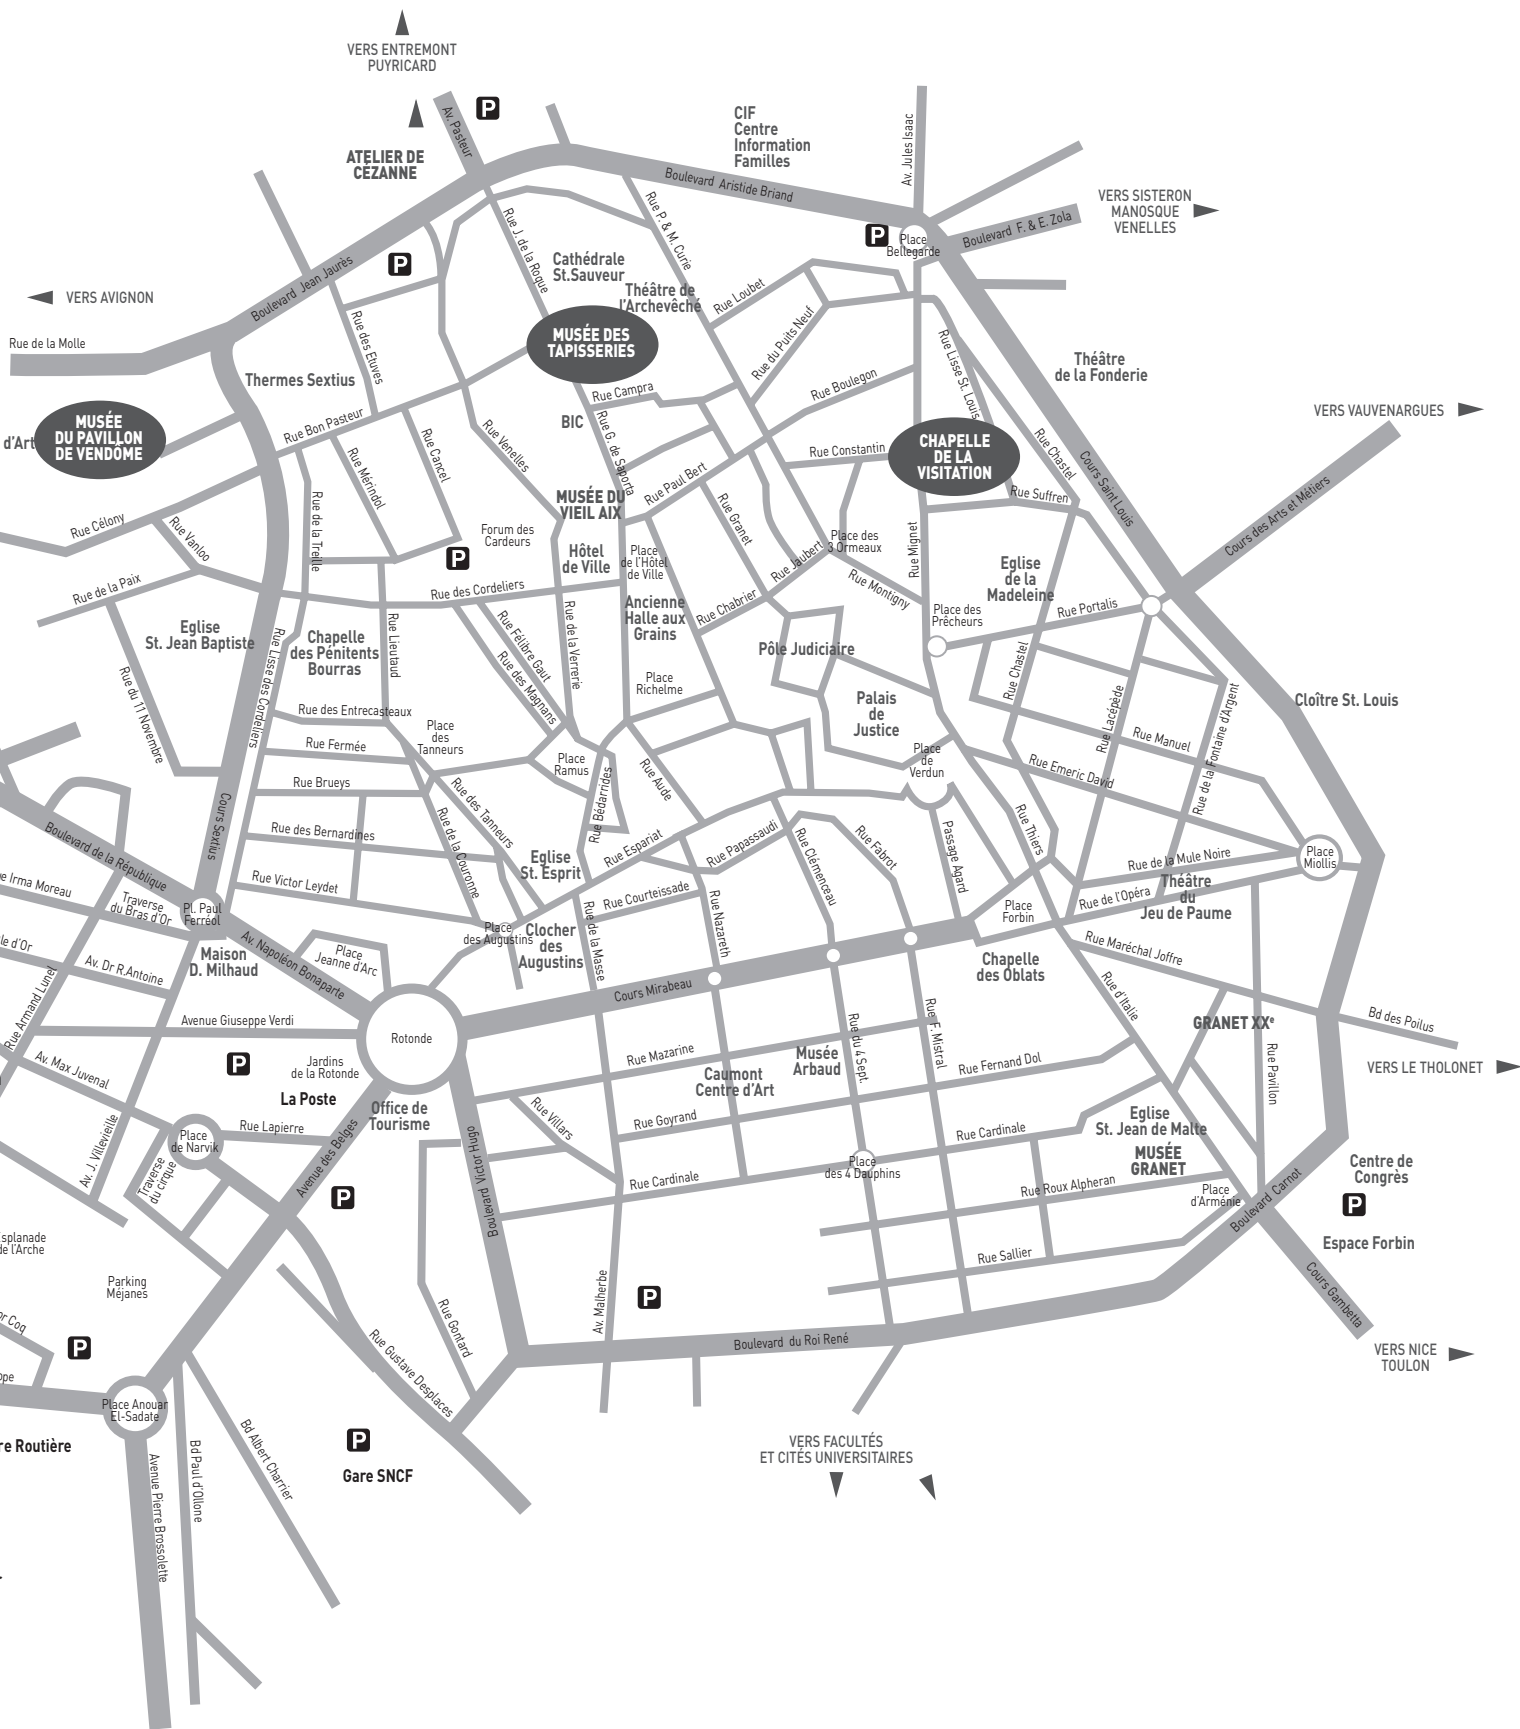 VERS ENTREMONT
PUYRICARD
P
Av. Pasteur
ATELIER DE
CÉZANNE
CIF
Centre
Information
Familles
Av. Jules Isaac
Boulevard Aristide Briand
VERS SISTERON
MANOSQUE
VENELLES
Boulevard F. & E. Zola
P
Place
Bellegarde
Rue P. & M. Curie
Rue J. de la Roque
Cathédrale
St.Sauveur
Théâtre de
l'Archevêché
P
Boulevard Jean Jaurès
VERS AVIGNON
Rue de la Molle
Rue Loubet
Rue du Puits Neuf
Rue des Etuves
MUSÉE DES
TAPISSERIES
Rue Lisse St. Louis
Théâtre
de la Fonderie
Thermes Sextius
Rue Campra
Rue Boulegon
VERS VAUVENARGUES
MUSÉE
DU PAVILLON
DE VENDÔME
d'Art
Rue Bon Pasteur
BIC
Rue G. de Saporta
Rue Cancel
Rue Venelles
Rue Mérindol
Rue Constantin
CHAPELLE
DE LA
VISITATION
Rue Chastel
Cours Saint Louis
Rue Suffren
Cours des Arts et Métiers
Rue Paul Bert
Rue Granet
MUSÉE DU
VIEIL AIX
Rue Célony
Rue Vanloo
Rue de la Treille
Forum des
Cardeurs
P
Hôtel
de Ville
Place
de l'Hôtel
de Ville
Place des
3 Ormeaux
Rue Mignet
Rue Jaubert
Rue Montigny
Eglise
de la
Madeleine
Rue Portalis
Place des
Prêcheurs
Rue de la Paix
Rue des Cordeliers
Ancienne
Halle aux
Grains
Rue Chabrier
Eglise
St. Jean Baptiste
Rue du 11 Novembre
Rue Lisse des Cordeliers
Chapelle
des Pénitents
Bourras
Rue Lieutaud
Rue Félibre Gaut
Rue des Magnans
Rue de la Verrerie
Pôle Judiciaire
Place
Richelme
Palais
de
Justice
Rue Chastel
Rue Lacépède
Rue Manuel
Rue de la Fontaine d'Argent
Cloître St. Louis
Rue des Entrecasteaux
Rue Fermée
Place
des
Tanneurs
Place
Ramus
Rue Aude
Rue Bédarrides
Place
de
Verdun
Rue Emeric David
Rue Brueys
Rue des Tanneurs
Rue de la Couronne
Rue des Bernardines
Cours Sextius
Boulevard de la République
Rue Espariat
Rue Papassaudi
Rue Clémenceau
Rue Fabrot
Passage Agard
Rue Thiers
Rue de la Mule Noire
Place
Miollis
Rue Victor Leydet
Eglise
St. Esprit
Rue Courteissade
Rue de l'Opéra
Théâtre
du
Jeu de Paume
Place
Forbin
e Irma Moreau
Traverse
du Bras d'Or
Pl. Paul
Ferréol
Place
des Augustins
Clocher
des
Augustins
Rue de la Masse
Rue Nazareth
le d'Or
Maison
D. Milhaud
Av. Napoléon Bonaparte
Place
Jeanne d'Arc
Av. Dr R.Antoine
Rue Armand Lunel
Cours Mirabeau
Chapelle
des Oblats
Rue Maréchal Joffre
Rue d'Italie
Avenue Giuseppe Verdi
Rotonde
Rue F. Mistral
Rue du 4 Sept.
GRANET XXe
Bd des Poilus
VERS LE THOLONET
Av. Max Juvenal
P
Jardins
de la Rotonde
La Poste
Office de
Tourisme
Rue Mazarine
Caumont
Centre d'Art
Musée
Arbaud
Rue Fernand Dol
Rue Pavillon
Rue Villars
Rue Goyrand
Rue Cardinale
Eglise
St. Jean de Malte
MUSÉE
GRANET
Place
de Narvik
Rue Lapierre
Avenue des Belges
Boulevard Victor Hugo
Av. J. Villevieille
Traverse
du cirque
P
Rue Cardinale
Place
des 4 Dauphins
Rue Roux Alpheran
Place
d'Arménie
Boulevard Carnot
Centre de
Congrès
P
Espace Forbin
splanade
de l'Arche
Parking
Méjanes
Rue Sallier
Cours Gambetta
Av. Malherbe
P
Rue Gontard
or Coq
P
Rue Gustave Desplaces
Boulevard du Roi René
VERS NICE
TOULON
ope
Place Anouar
El-Sadate
re Routière
Avenue Pierre Brossolette
Bd Paul d'Ollone
Bd Albert Charrier
P
Gare SNCF
VERS FACULTÉS
ET CITÉS UNIVERSITAIRES